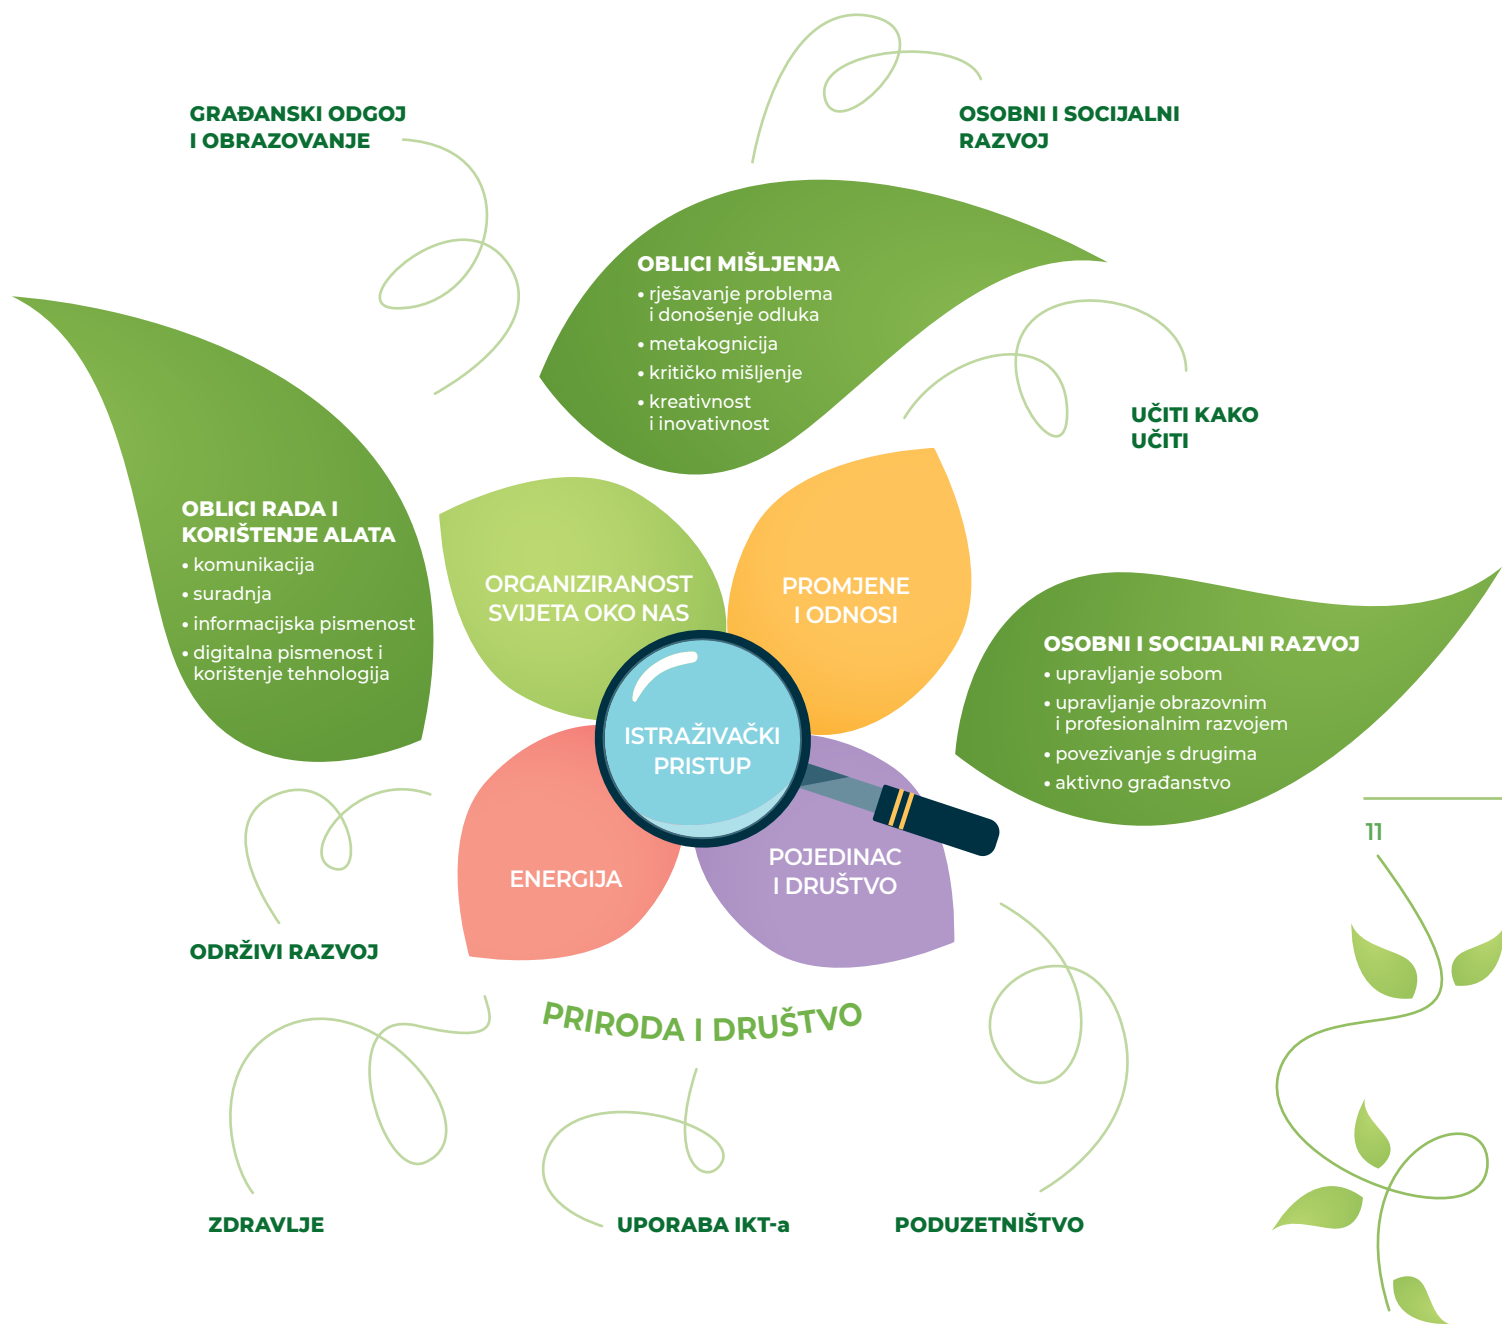 GRAĐANSKI ODGOJ
I OBRAZOVANJE
OSOBNI I SOCIJALNI
RAZVOJ
OBLICI MIŠLJENJA
• rješavanje problema
i donošenje odluka
• metakognicija
• kritičko mišljenje
• kreativnost
i inovativnost
UČITI KAKO
UČITI
OBLICI RADA I
KORIŠTENJE ALATA
• komunikacija
• suradnja
• informacijska pismenost
• digitalna pismenost i
korištenje tehnologija
ORGANIZIRANOST
SVIJETA OKO NAS
PROMJENE
I ODNOSI
OSOBNI I SOCIJALNI RAZVOJ
• upravljanje sobom
• upravljanje obrazovnim
i profesionalnim razvojem
• povezivanje s drugima
• aktivno građanstvo
ISTRAŽIVAČKI
PRISTUP
ENERGIJA
POJEDINAC
I DRUŠTVO
11
ODRŽIVI RAZVOJ
PRIRODA I DRUŠTVO
ZDRAVLJE
UPORABA IKT-a
PODUZETNIŠTVO